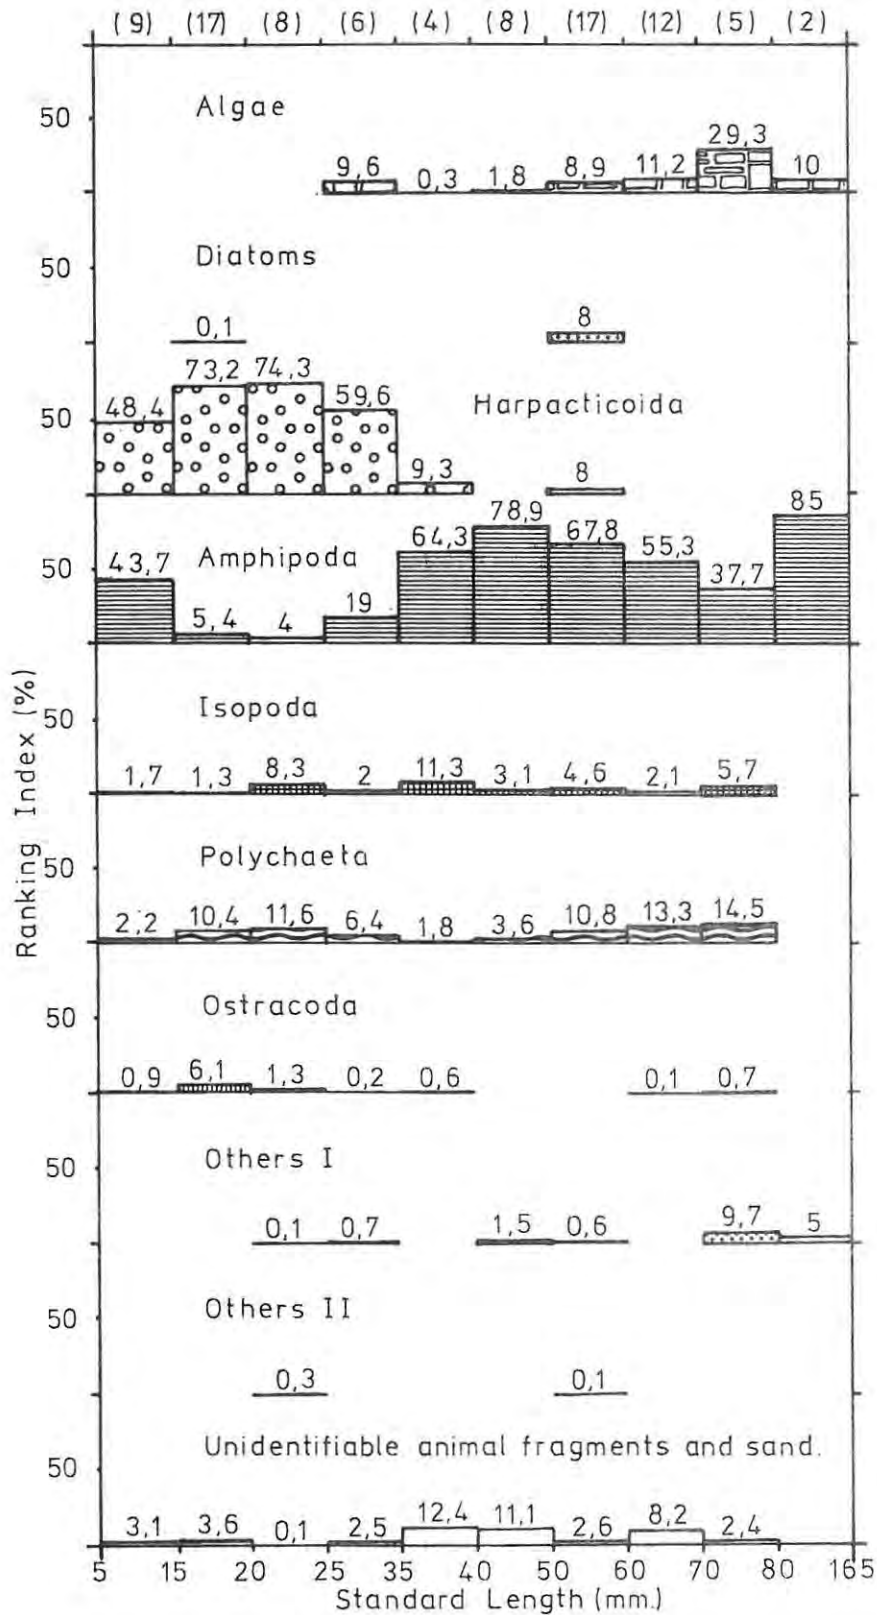 (9) (17) (8) (6) (4) (8) (17) (12) (5) (2)
Algae
50
9,6 0,3 1,8 8,9 11,2 29,3 10
Diatoms
50
0,1 8
Harpacticoida
50
48,4 73,2 74,3 59,6 9,3 8
Amphipoda
50
43,7 5,4 4 19 64,3 78,9 67,8 55,3 37,7 85
Isopoda
50
1,7 1,3 8,3 2 11,3 3,1 4,6 2,1 5,7
Polychaeta
50
2,2 10,4 11,6 6,4 1,8 3,6 10,8 13,3 14,5
Ostracoda
50
0,9 6,1 1,3 0,2 0,6 0,1 0,7
Others I
50
0,1 0,7 1,5 0,6 9,7 5
Others II
50
0,3 0,1
Unidentifiable animal fragments and sand.
50
3,1 3,6 0,1 2,5 12,4 11,1 2,6 8,2 2,4
5 15 20 25 35 40 50 60 70 80 165
Standard Length (mm.)
Ranking Index (%)